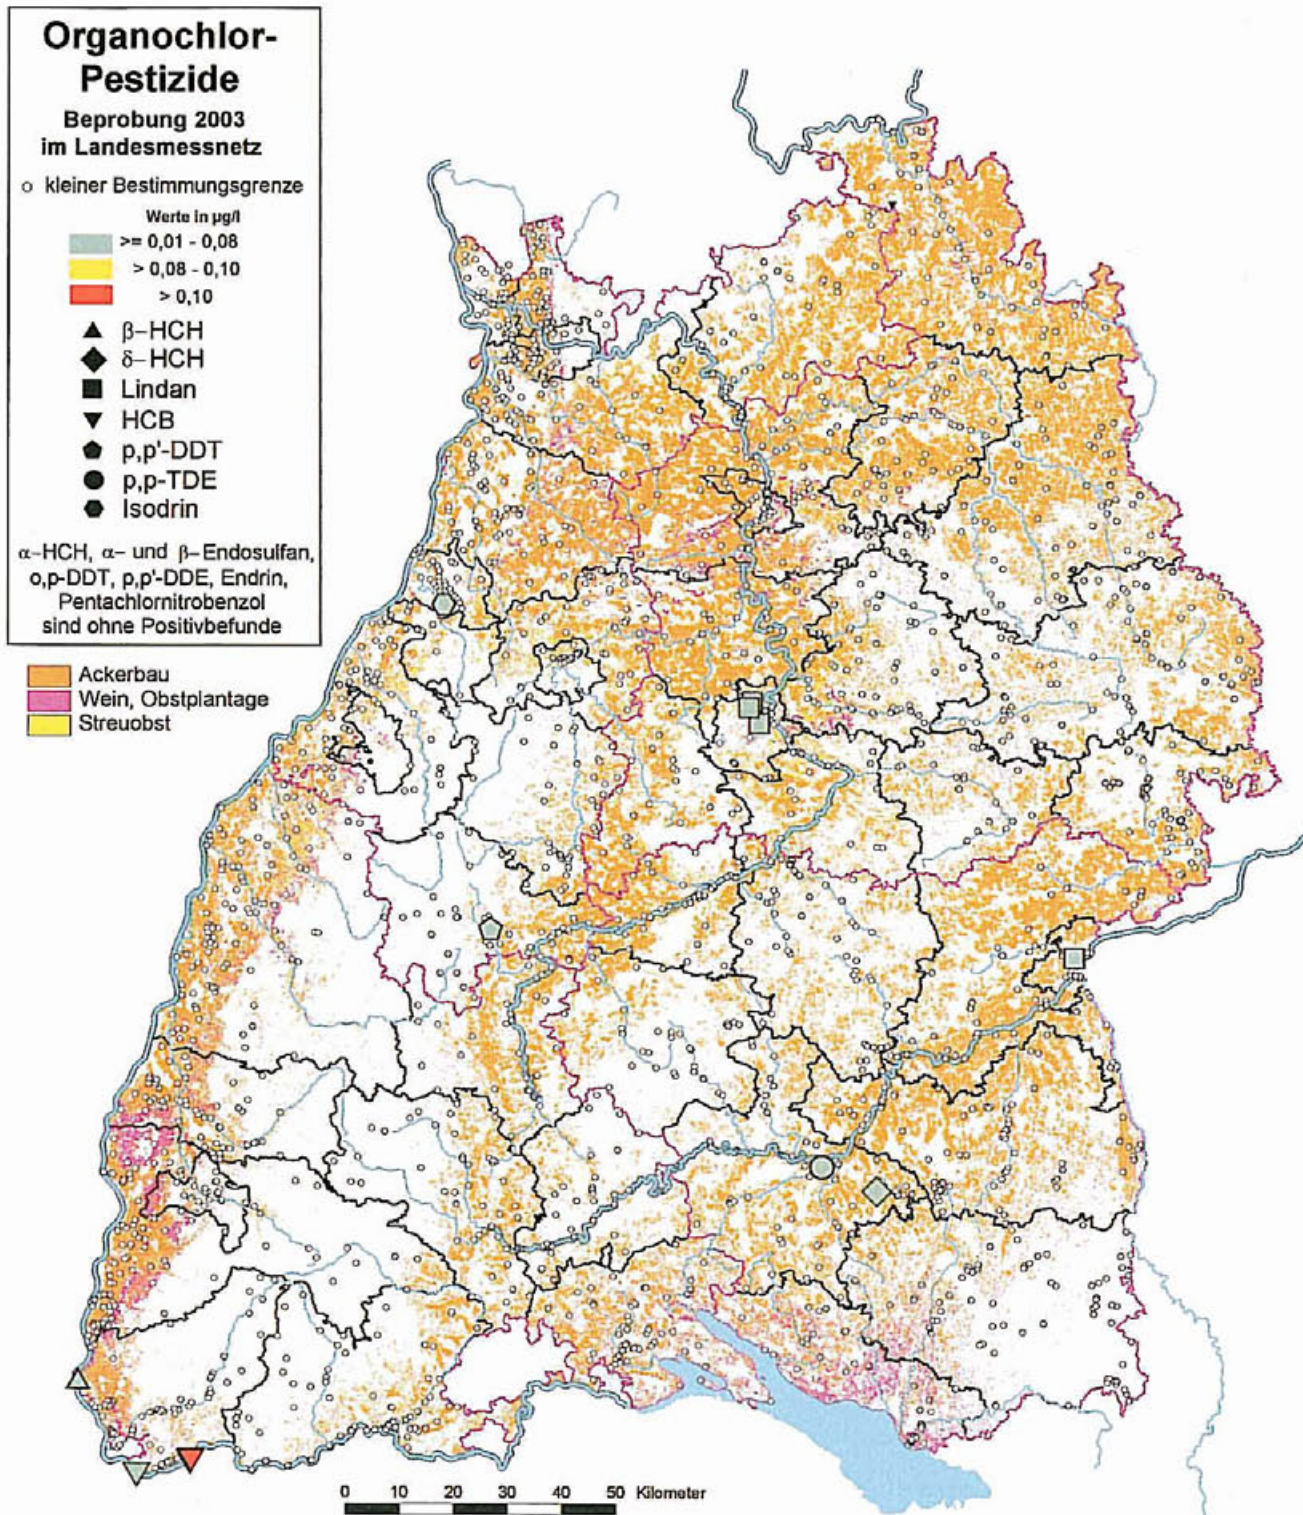 Organochlor-
Pestizide
Beprobung 2003
im Landesmessnetz
kleiner Bestimmungsgrenze
Werte in µg/l
>= 0,01 - 0,08
> 0,08 - 0,10
> 0,10
β-HCH
δ-HCH
Lindan
HCB
p,p'-DDT
p,p-TDE
Isodrin
α-HCH, α- und β-Endosulfan,
o,p-DDT, p,p'-DDE, Endrin,
Pentachlornitrobenzol
sind ohne Positivbefunde
Ackerbau
Wein, Obstplantage
Streuobst
0 10 20 30 40 50 Kilometer